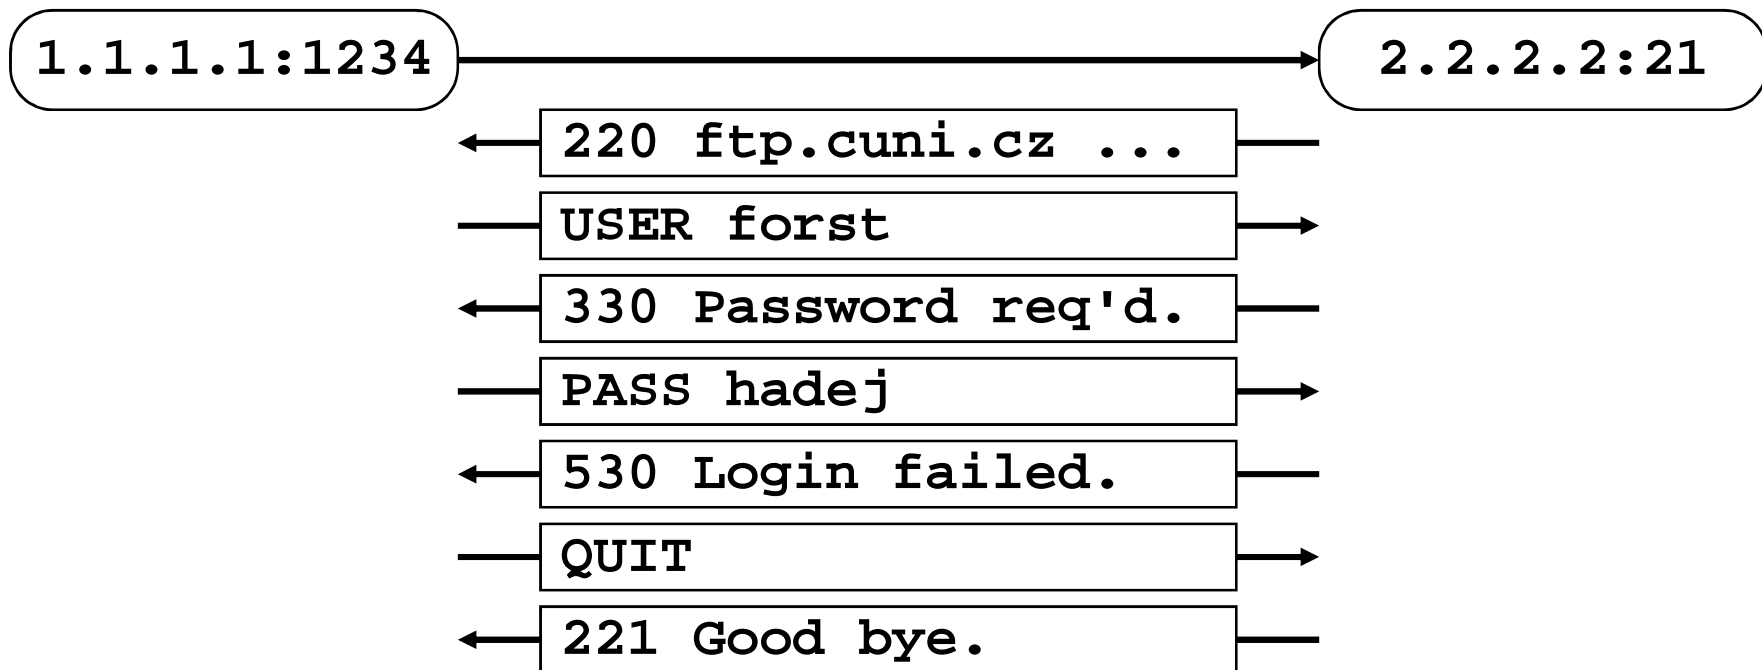 1.1.1.1:1234 2.2.2.2:21
220 ftp.cuni.cz ...
USER forst
330 Password req'd.
PASS hadej
530 Login failed.
QUIT
221 Good bye.